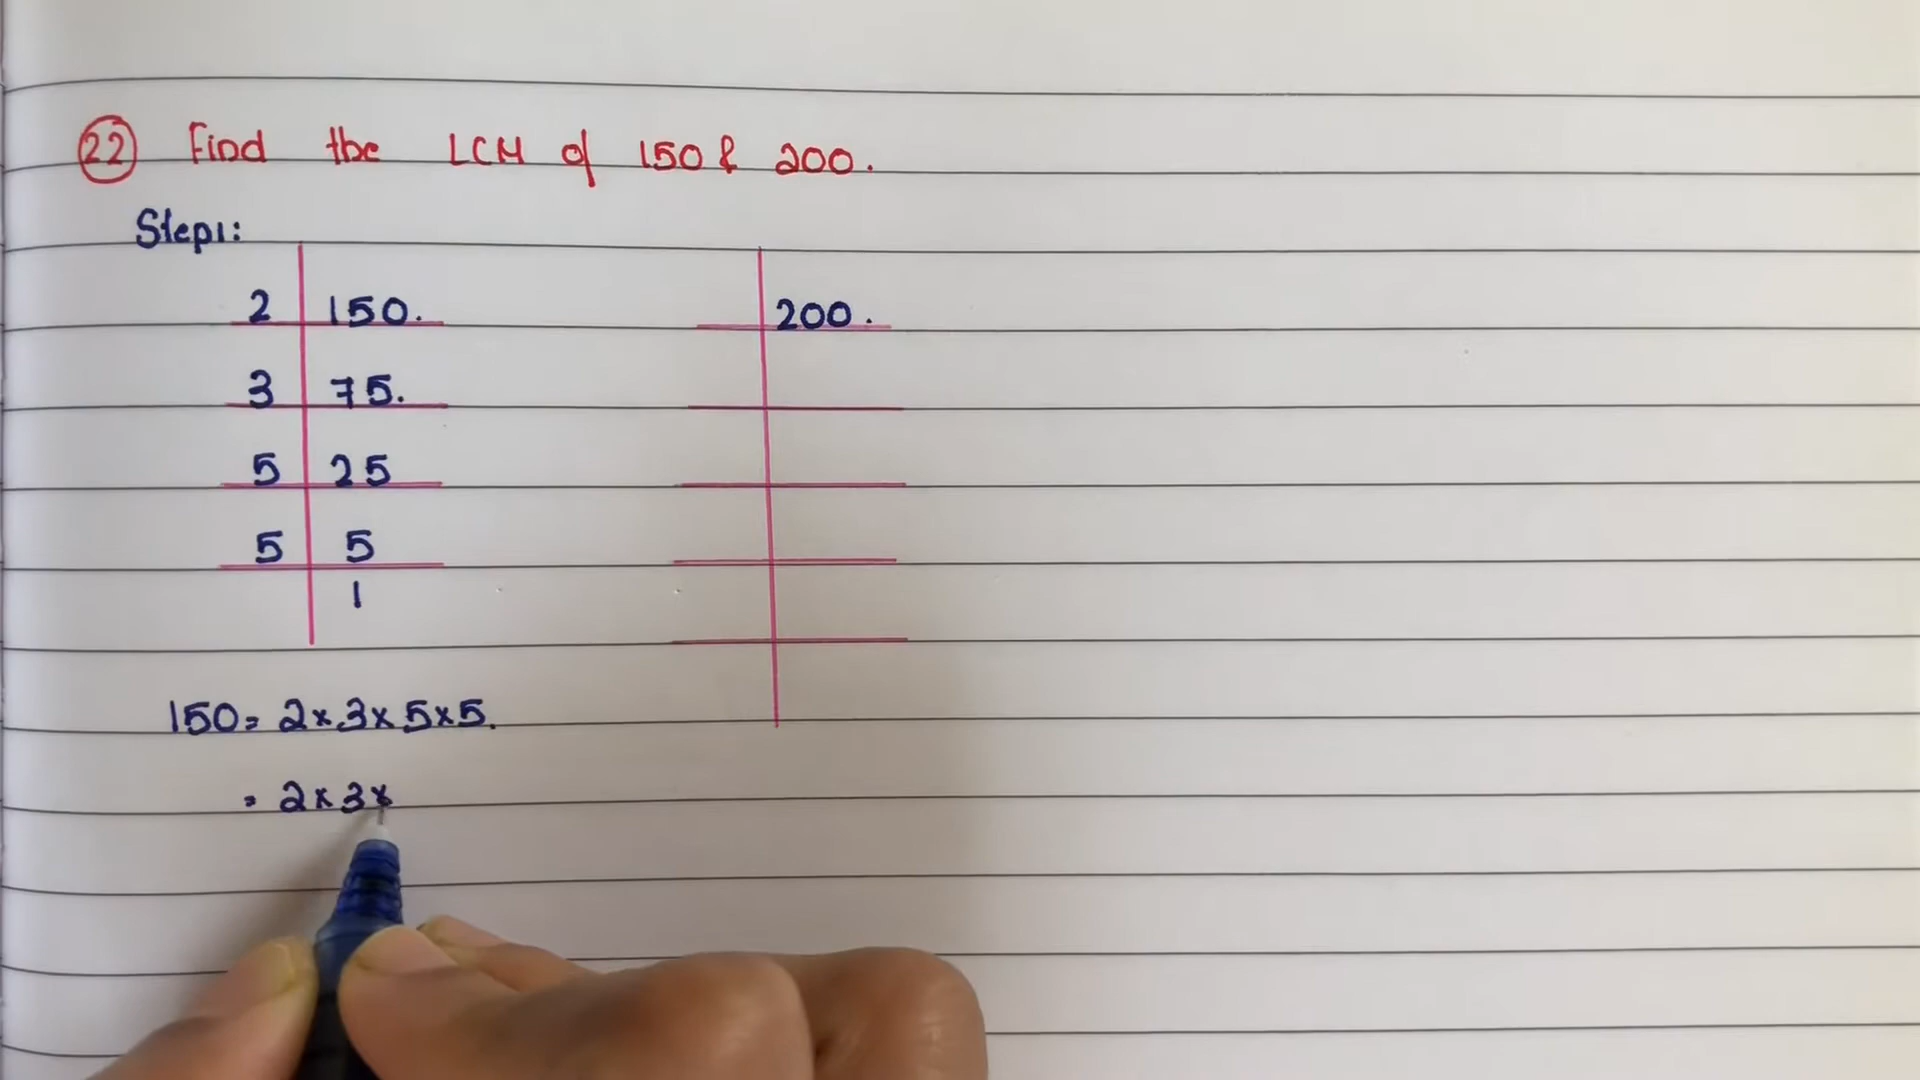 22 Find the LCM of 150 & 200.
Step1:
2 150. 200.
3 75.
5 25
5 5
1
150= 2×3×5×5.
= 2×3×